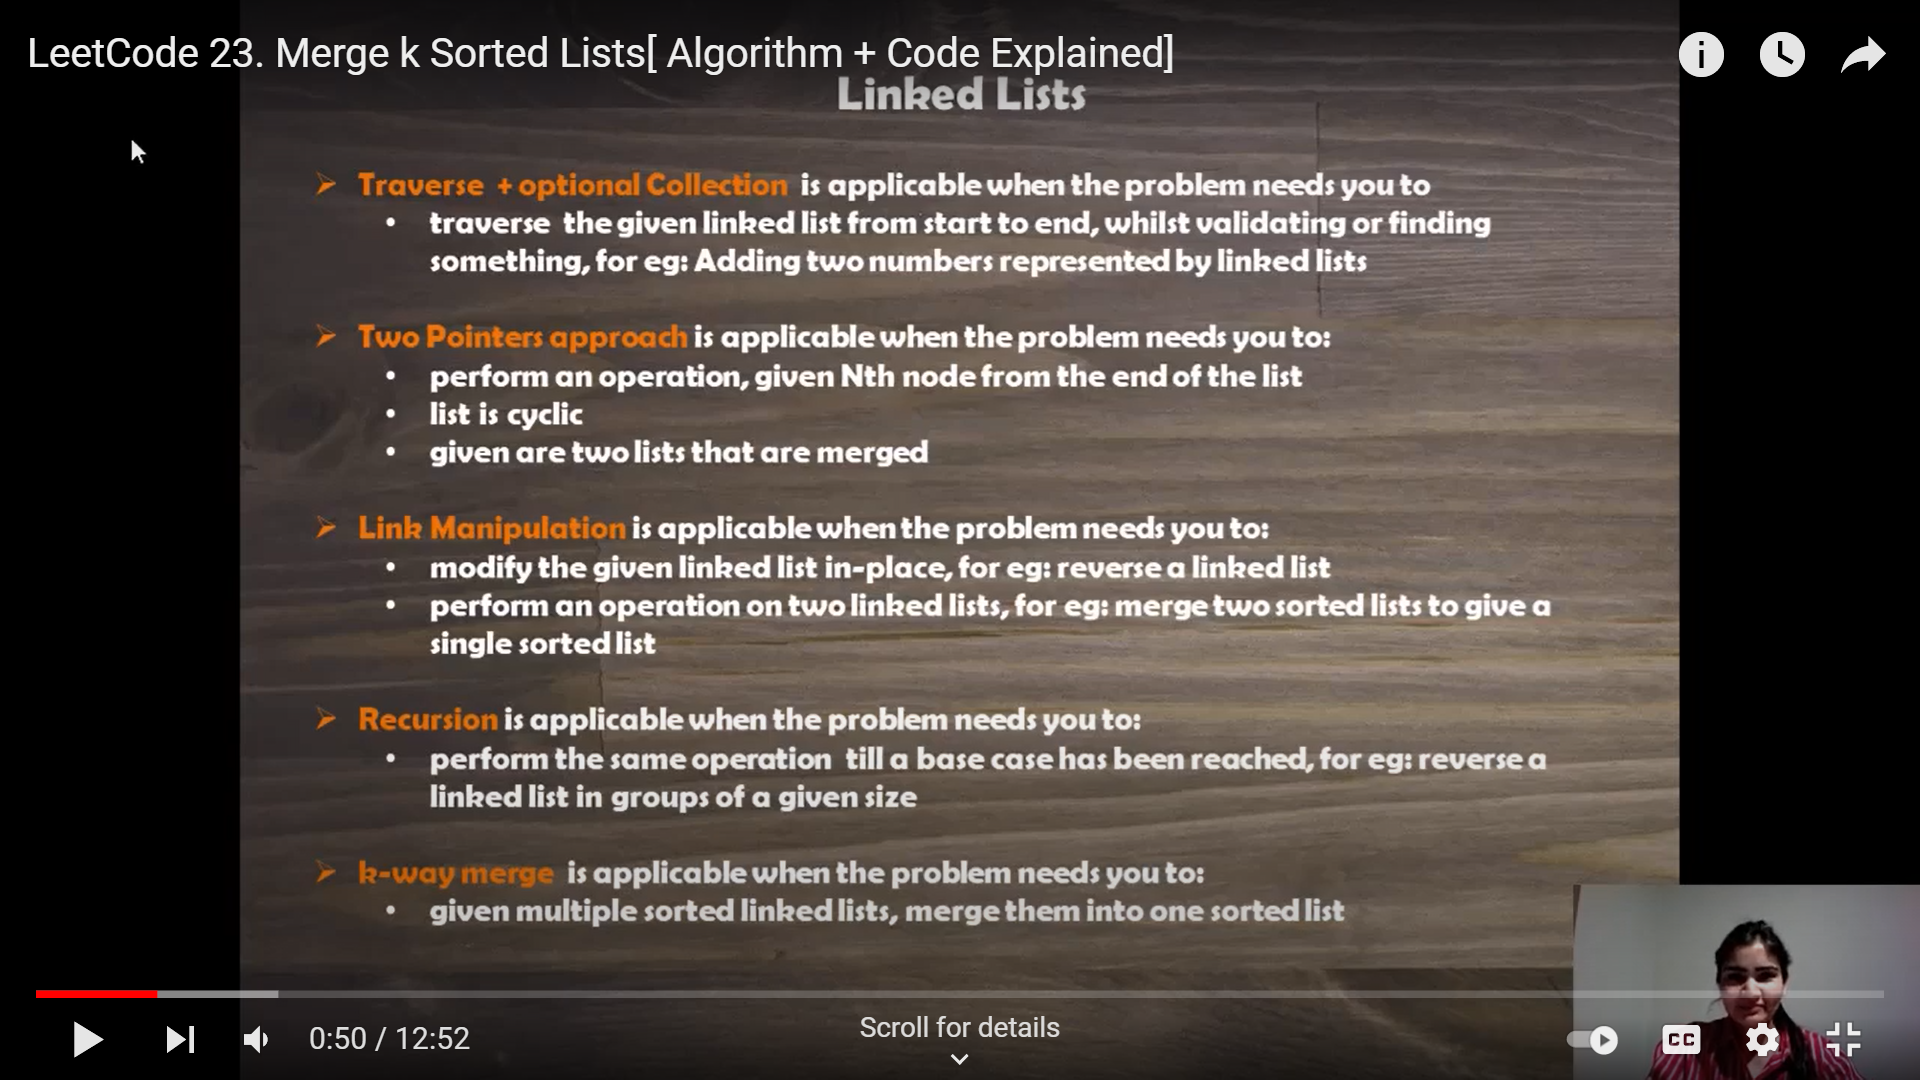 LeetCode 23. Merge k Sorted Lists[ Algorithm + Code Explained]
Linked Lists
Traverse + optional Collection is applicable when the problem needs you to
• traverse the given linked list from start to end, whilst validating or finding
something, for eg: Adding two numbers represented by linked lists
Two Pointers approach is applicable when the problem needs you to:
• perform an operation, given Nth node from the end of the list
• list is cyclic
• given are two lists that are merged
Link Manipulation is applicable when the problem needs you to:
• modify the given linked list in-place, for eg: reverse a linked list
• perform an operation on two linked lists, for eg: merge two sorted lists to give a
single sorted list
Recursion is applicable when the problem needs you to:
• perform the same operation till a base case has been reached, for eg: reverse a
linked list in groups of a given size
k-way merge is applicable when the problem needs you to:
• given multiple sorted linked lists, merge them into one sorted list
0:50 / 12:52
Scroll for details
CC